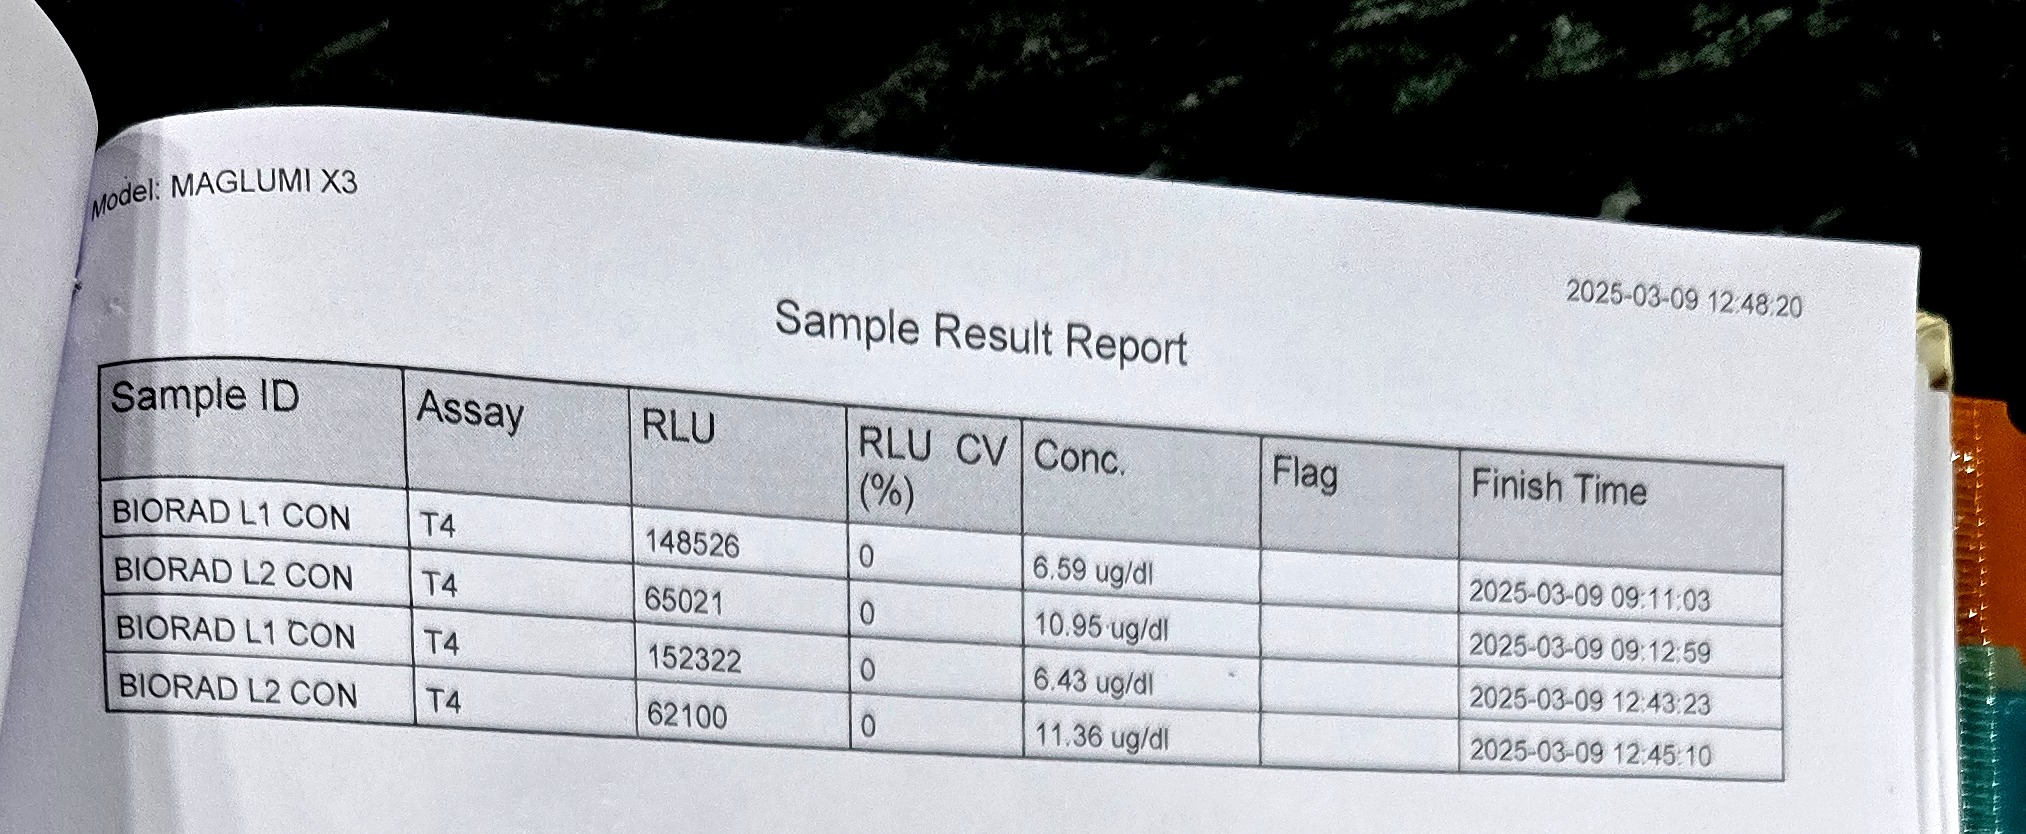 Model: MAGLUMI X3
2025-03-09 12:48:20
Sample Result Report
Sample ID Assay RLU RLU CV (%) Conc. Flag Finish Time
BIORAD L1 CON T4 148526 0 6.59 ug/dl 2025-03-09 09:11:03
BIORAD L2 CON T4 65021 0 10.95 ug/dl 2025-03-09 09:12:59
BIORAD L1 CON T4 152322 0 6.43 ug/dl 2025-03-09 12:43:23
BIORAD L2 CON T4 62100 0 11.36 ug/dl 2025-03-09 12:45:10